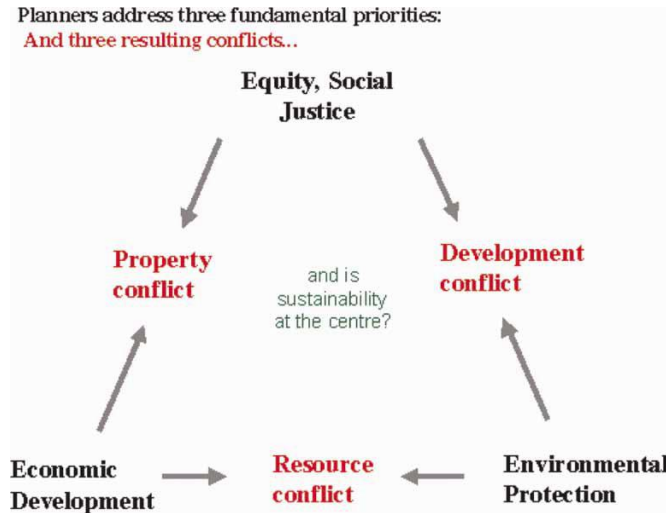 Planners address three fundamental priorities:
And three resulting conflicts...
Equity, Social
Justice
Property
conflict
and is
sustainability
at the centre?
Development
conflict
Economic
Development
Resource
conflict
Environmental
Protection